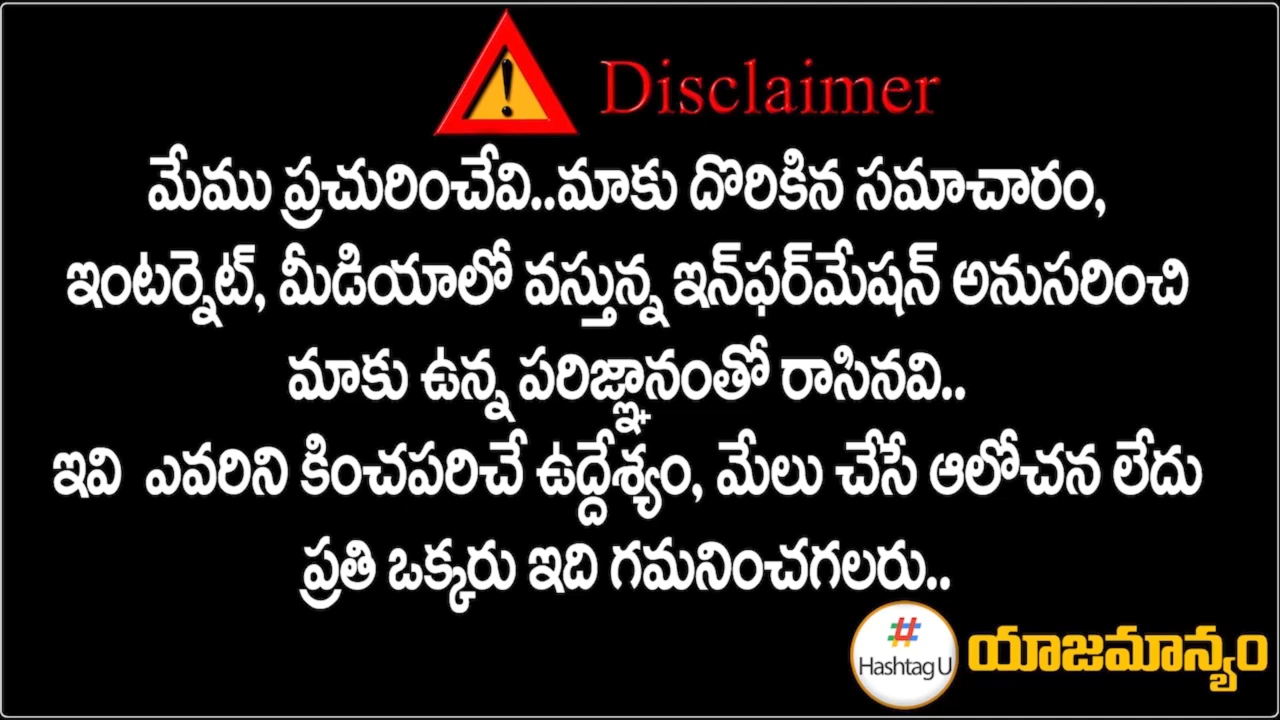 Disclaimer
మేము ప్రచురించేవి..మాకు దొరికిన సమాచారం,
ఇంటర్నెట్, మీడియాలో వస్తున్న ఇన్‌ఫర్‌మేషన్ అనుసరించి
మాకు ఉన్న పరిజ్ఞానంతో రాసినవి..
ఇవి ఎవరిని కించపరిచే ఉద్దేశ్యం, మేలు చేసే ఆలోచన లేదు
ప్రతి ఒక్కరు ఇది గమనించగలరు..
# Hashtag U యాజమాన్యం